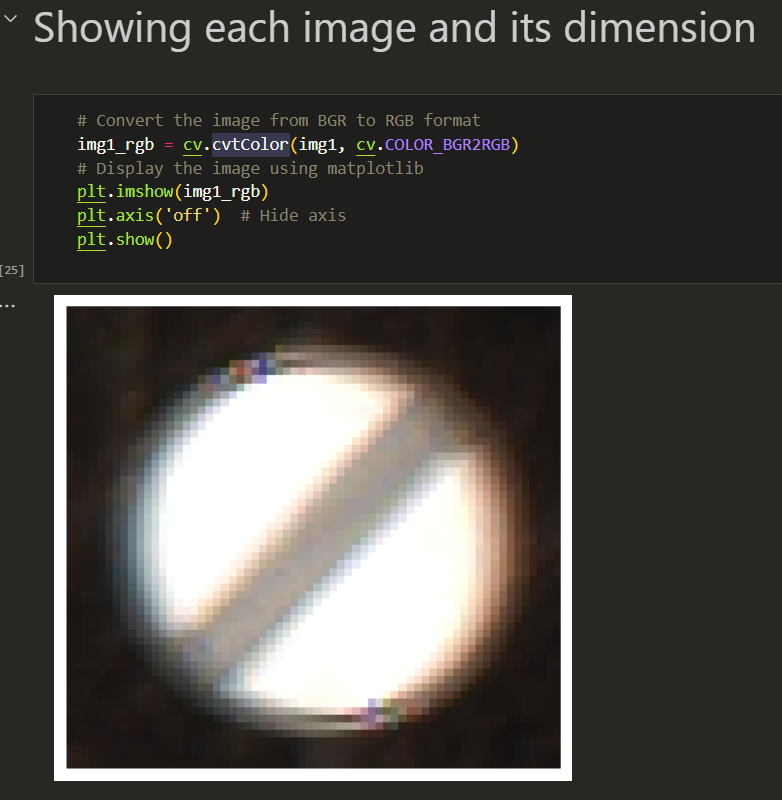 Showing each image and its dimension
# Convert the image from BGR to RGB format
img1_rgb = cv.cvtColor(img1, cv.COLOR_BGR2RGB)
# Display the image using matplotlib
plt.imshow(img1_rgb)
plt.axis('off')  # Hide axis
plt.show()
[25]
...